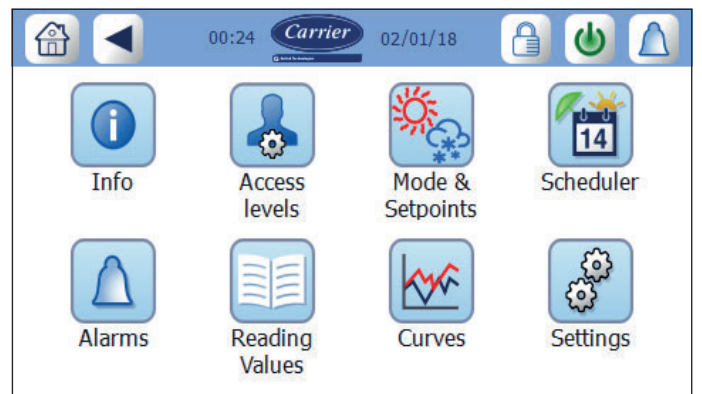 00:24
Carrier
02/01/18
14
Info
Access
levels
Mode &
Setpoints
Scheduler
Alarms
Reading
Values
Curves
Settings